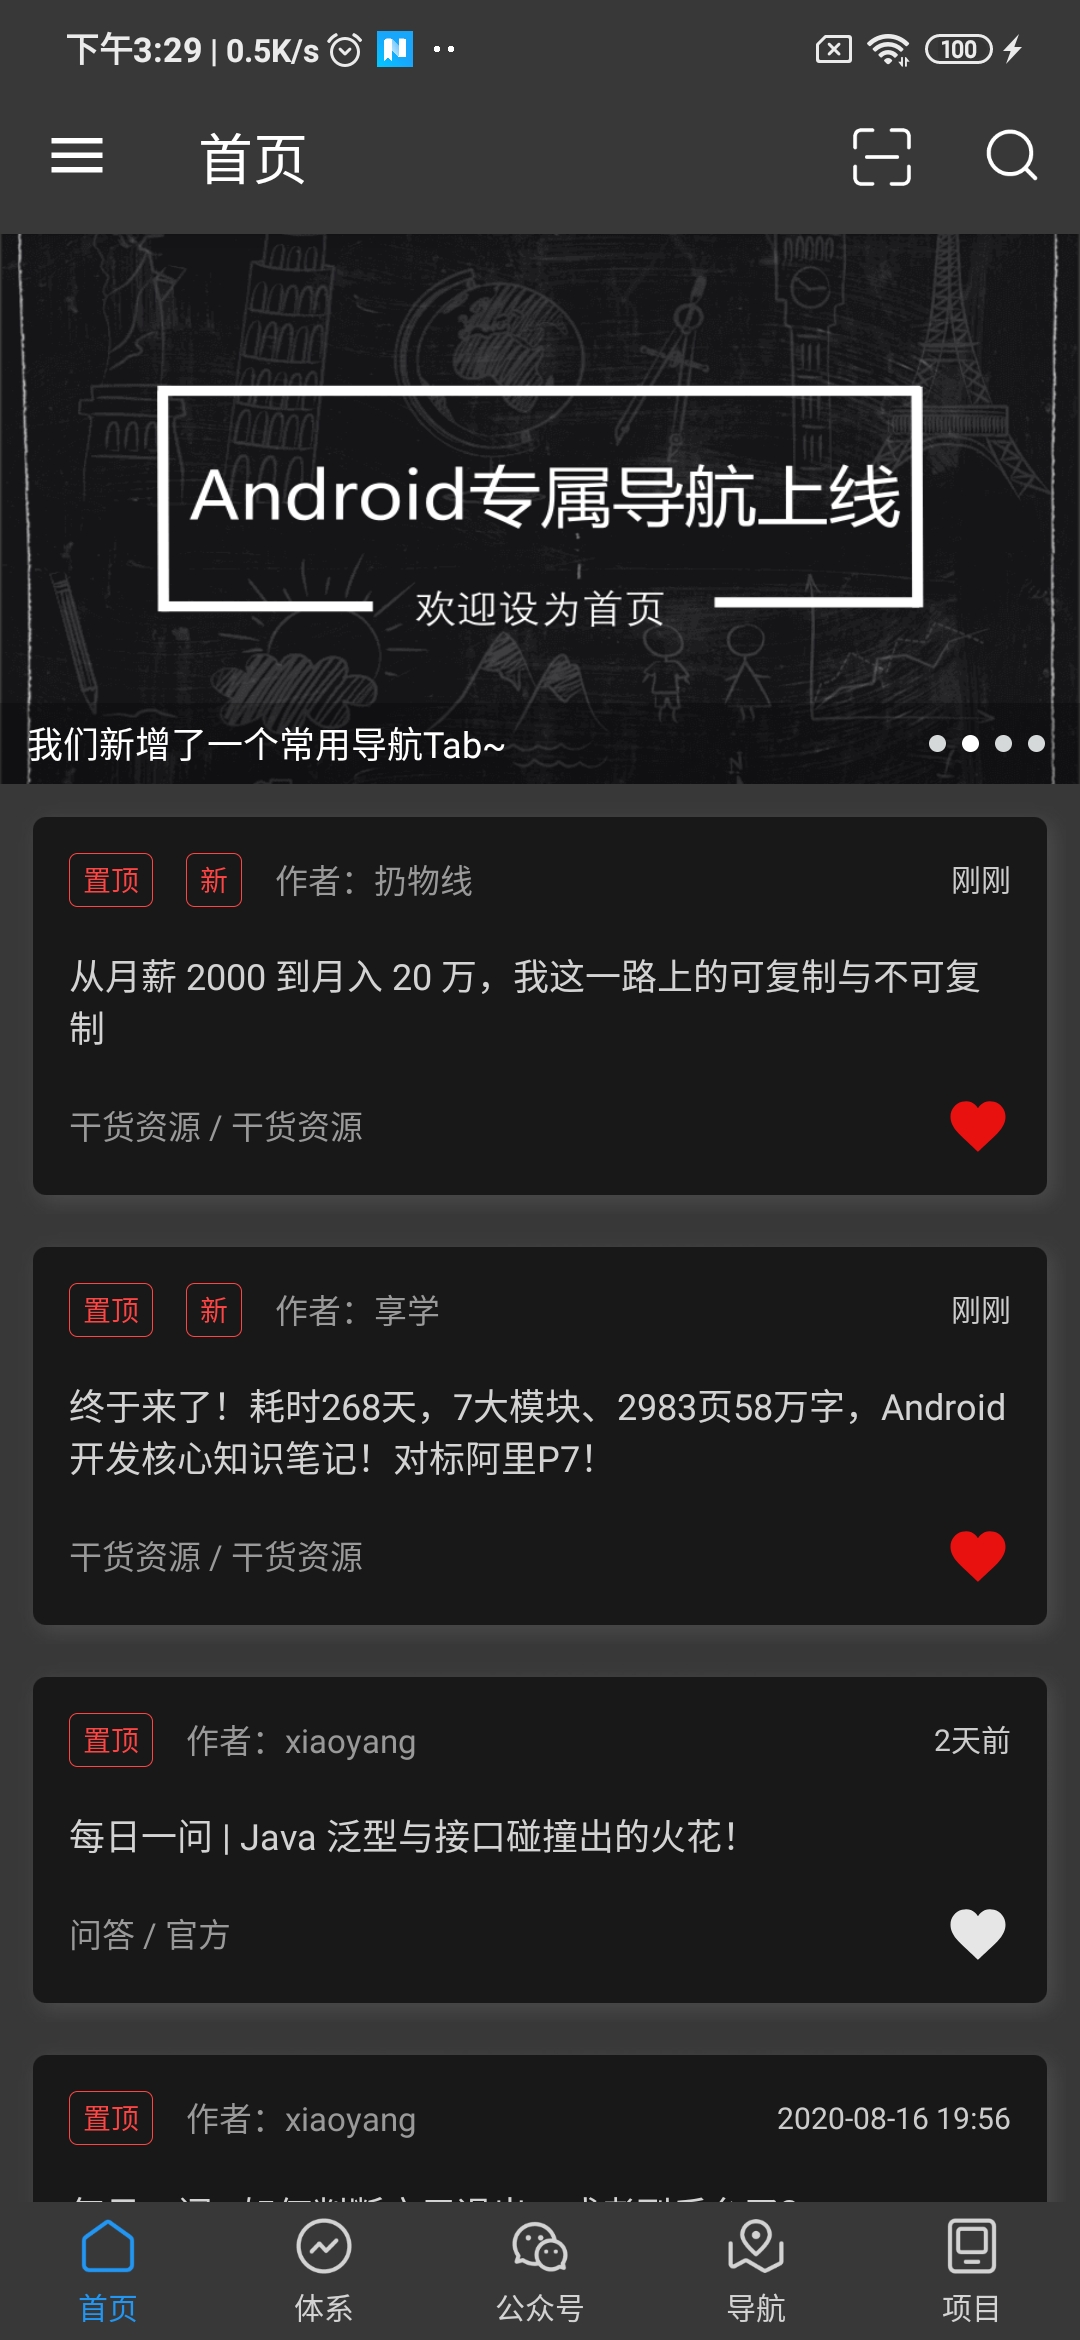 下午3:29 | 0.5K/s
100
首页
Android专属导航上线
欢迎设为首页
我们新增了一个常用导航Tab~
置顶 新 作者：扔物线 刚刚
从月薪 2000 到月入 20 万，我这一路上的可复制与不可复
制
干货资源 / 干货资源
置顶 新 作者：享学 刚刚
终于来了！耗时268天，7大模块、2983页58万字，Android
开发核心知识笔记！对标阿里P7！
干货资源 / 干货资源
置顶 作者：xiaoyang 2天前
每日一问 | Java 泛型与接口碰撞出的火花！
问答 / 官方
置顶 作者：xiaoyang 2020-08-16 19:56
首页 体系 公众号 导航 项目